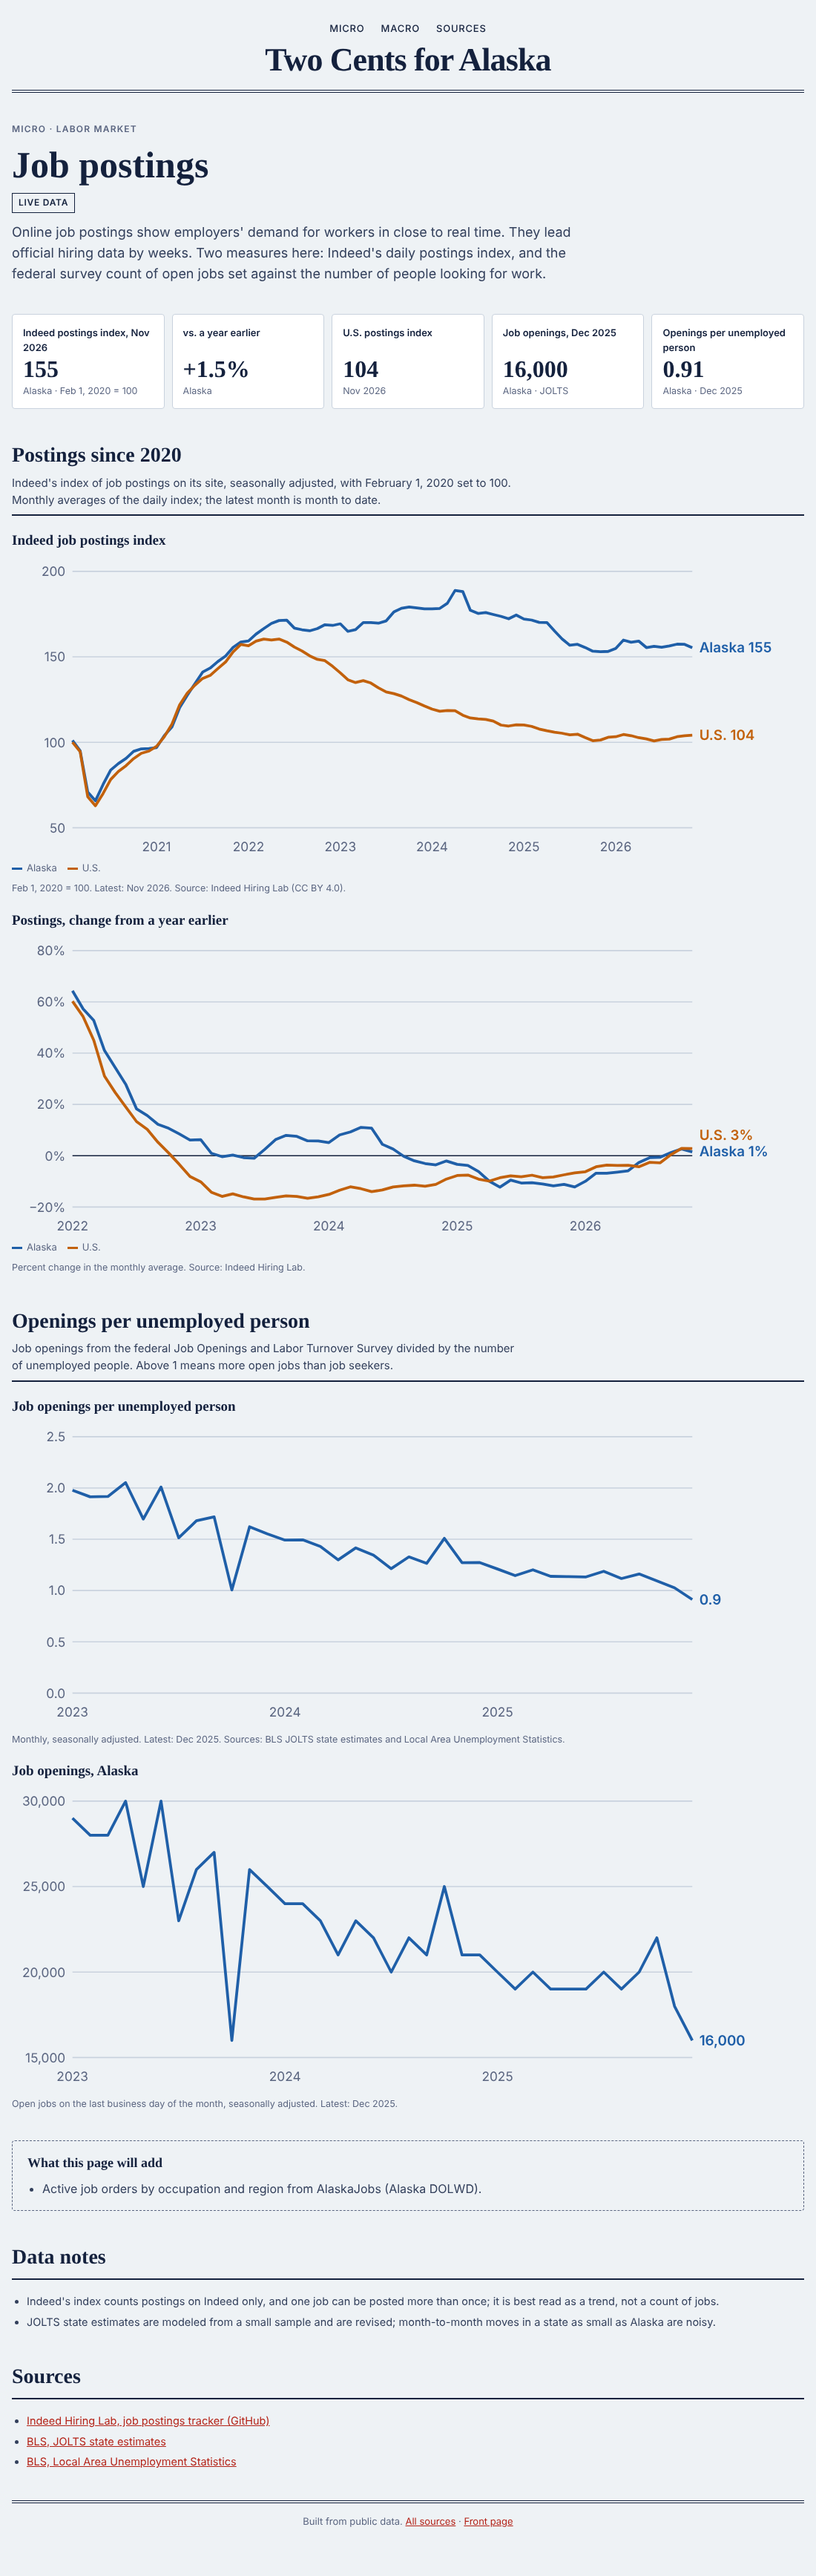 MICRO MACRO SOURCES
Two Cents for Alaska
MICRO · LABOR MARKET
Job postings
LIVE DATA
Online job postings show employers' demand for workers in close to real time. They lead
official hiring data by weeks. Two measures here: Indeed's daily postings index, and the
federal survey count of open jobs set against the number of people looking for work.
Indeed postings index, Nov
2026
155
Alaska · Feb 1, 2020 = 100
vs. a year earlier
+1.5%
Alaska
U.S. postings index
104
Nov 2026
Job openings, Dec 2025
16,000
Alaska · JOLTS
Openings per unemployed
person
0.91
Alaska · Dec 2025
Postings since 2020
Indeed's index of job postings on its site, seasonally adjusted, with February 1, 2020 set to 100.
Monthly averages of the daily index; the latest month is month to date.
Indeed job postings index
200
150
100
50
Alaska 155
U.S. 104
2021 2022 2023 2024 2025 2026
Alaska U.S.
Feb 1, 2020 = 100. Latest: Nov 2026. Source: Indeed Hiring Lab (CC BY 4.0).
Postings, change from a year earlier
80%
60%
40%
20%
0%
−20%
U.S. 3%
Alaska 1%
2022 2023 2024 2025 2026
Alaska U.S.
Percent change in the monthly average. Source: Indeed Hiring Lab.
Openings per unemployed person
Job openings from the federal Job Openings and Labor Turnover Survey divided by the number
of unemployed people. Above 1 means more open jobs than job seekers.
Job openings per unemployed person
2.5
2.0
1.5
1.0
0.5
0.0
0.9
2023 2024 2025
Monthly, seasonally adjusted. Latest: Dec 2025. Sources: BLS JOLTS state estimates and Local Area Unemployment Statistics.
Job openings, Alaska
30,000
25,000
20,000
15,000
16,000
2023 2024 2025
Open jobs on the last business day of the month, seasonally adjusted. Latest: Dec 2025.
What this page will add
• Active job orders by occupation and region from AlaskaJobs (Alaska DOLWD).
Data notes
• Indeed's index counts postings on Indeed only, and one job can be posted more than once; it is best read as a trend, not a count of jobs.
• JOLTS state estimates are modeled from a small sample and are revised; month-to-month moves in a state as small as Alaska are noisy.
Sources
• Indeed Hiring Lab, job postings tracker (GitHub)
• BLS, JOLTS state estimates
• BLS, Local Area Unemployment Statistics
Built from public data. All sources · Front page